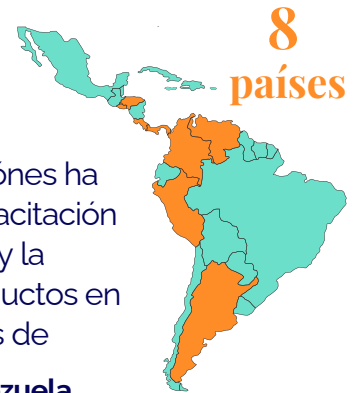 8
países
ónes ha
acitación
y la
uctos en
s de
zuela